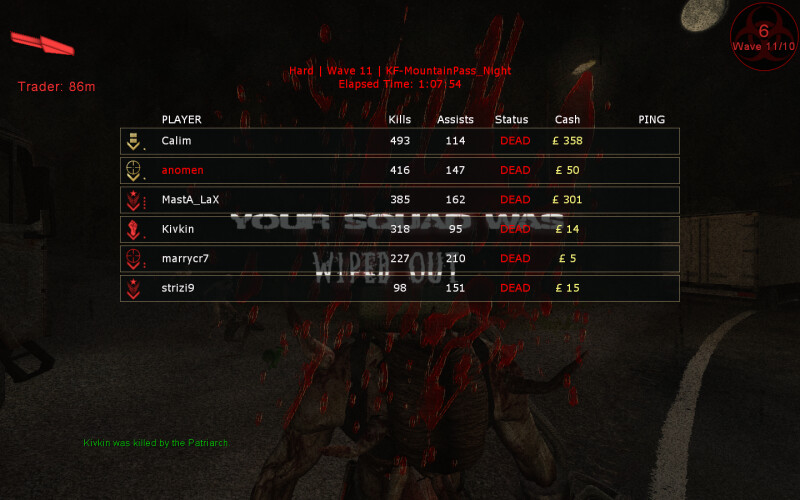 6
Wave 11/10
Hard | Wave 11 | KF-MountainPass_Night
Elapsed Time: 1:07:54
Trader: 86m
PLAYER Kills Assists Status Cash PING
Calim 493 114 DEAD £ 358
anomen 416 147 DEAD £ 50
MastA_LaX 385 162 DEAD £ 301
YOUR SQUAD WAS
Kivkin 318 95 DEAD £ 14
marrycr7 227 210 DEAD £ 5
WIPED OUT
strizi9 98 151 DEAD £ 15
Kivkin was killed by the Patriarch